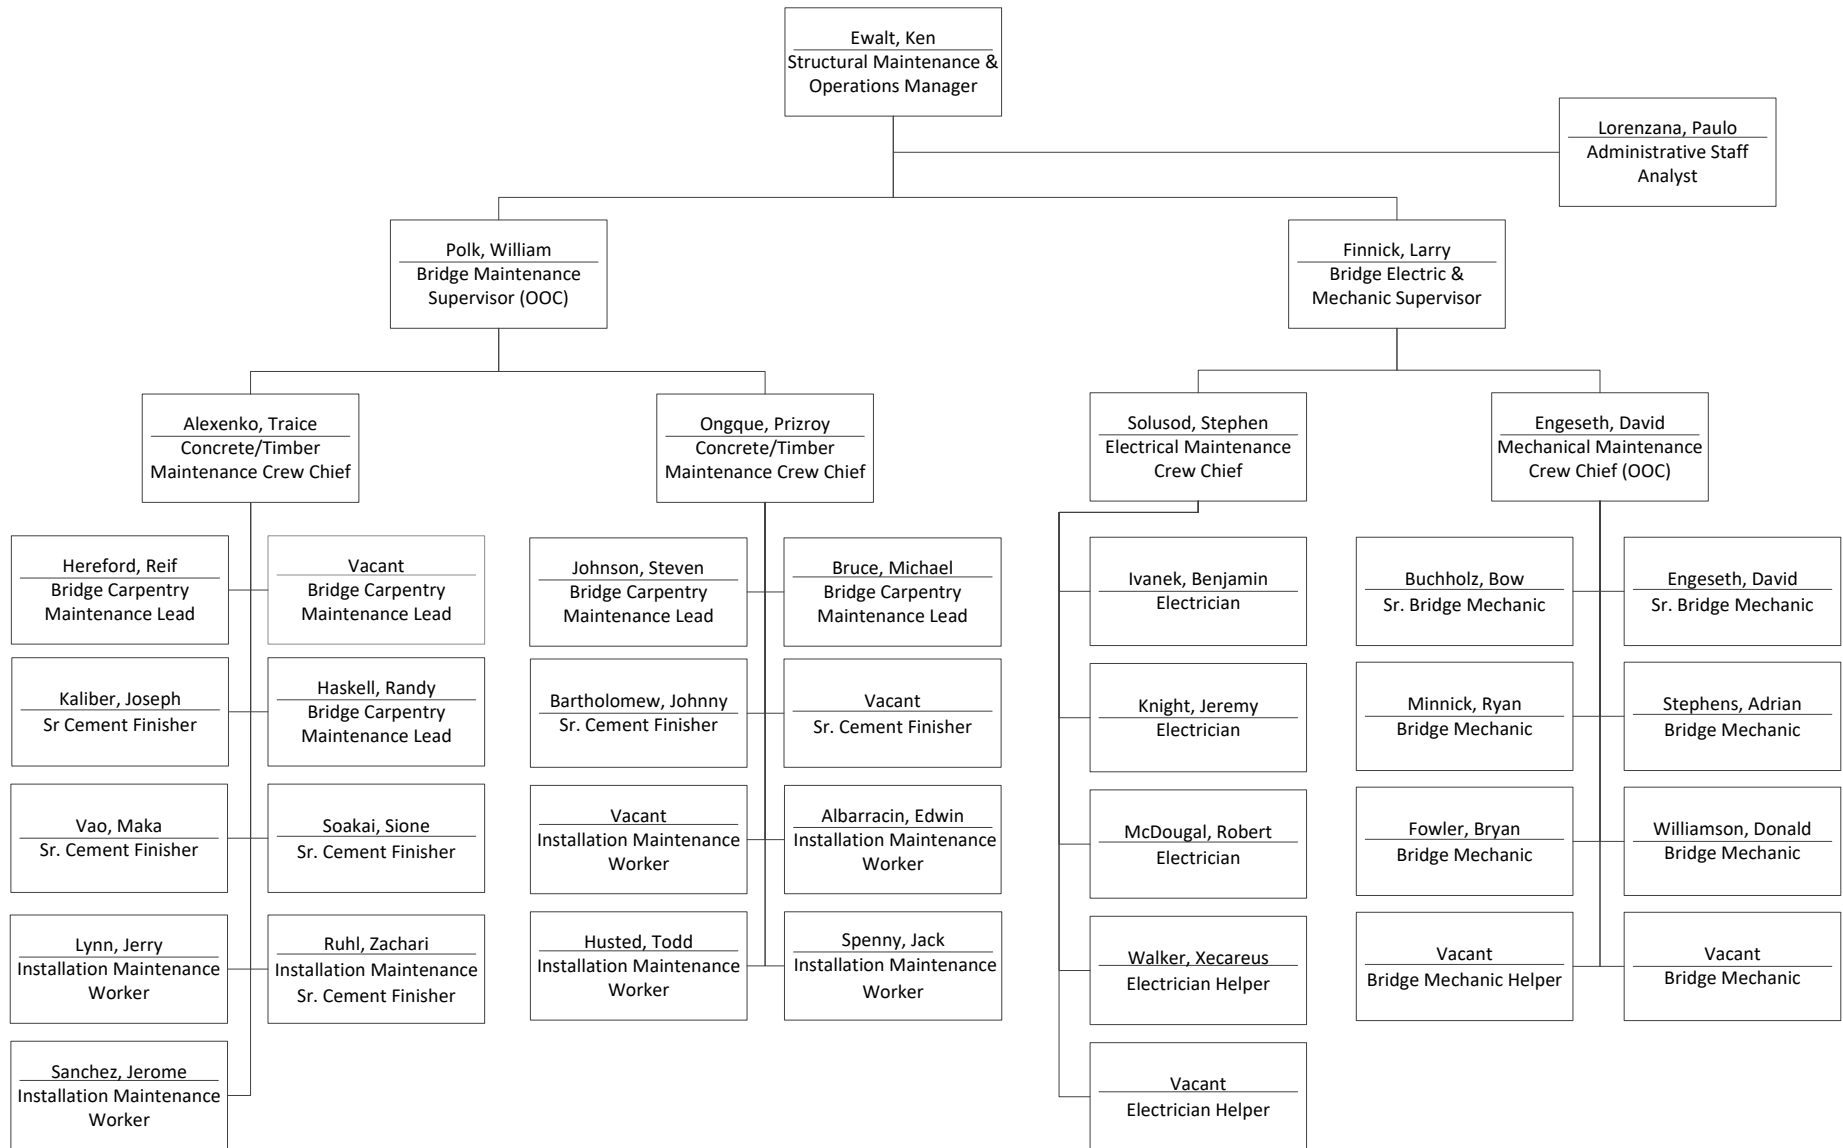 Ewalt, Ken
Structural Maintenance &
Operations Manager
Lorenzana, Paulo
Administrative Staff
Analyst
Polk, William
Bridge Maintenance
Supervisor (OOC)
Finnick, Larry
Bridge Electric &
Mechanic Supervisor
Alexenko, Traice
Concrete/Timber
Maintenance Crew Chief
Ongque, Prizroy
Concrete/Timber
Maintenance Crew Chief
Solusod, Stephen
Electrical Maintenance
Crew Chief
Engeseth, David
Mechanical Maintenance
Crew Chief (OOC)
Hereford, Reif
Bridge Carpentry
Maintenance Lead
Vacant
Bridge Carpentry
Maintenance Lead
Johnson, Steven
Bridge Carpentry
Maintenance Lead
Bruce, Michael
Bridge Carpentry
Maintenance Lead
Ivanek, Benjamin
Electrician
Buchholz, Bow
Sr. Bridge Mechanic
Engeseth, David
Sr. Bridge Mechanic
Kaliber, Joseph
Sr Cement Finisher
Haskell, Randy
Bridge Carpentry
Maintenance Lead
Bartholomew, Johnny
Sr. Cement Finisher
Vacant
Sr. Cement Finisher
Knight, Jeremy
Electrician
Minnick, Ryan
Bridge Mechanic
Stephens, Adrian
Bridge Mechanic
Vao, Maka
Sr. Cement Finisher
Soakai, Sione
Sr. Cement Finisher
Vacant
Installation Maintenance
Worker
Albarracin, Edwin
Installation Maintenance
Worker
McDougal, Robert
Electrician
Fowler, Bryan
Bridge Mechanic
Williamson, Donald
Bridge Mechanic
Lynn, Jerry
Installation Maintenance
Worker
Ruhl, Zachari
Installation Maintenance
Sr. Cement Finisher
Husted, Todd
Installation Maintenance
Worker
Spenny, Jack
Installation Maintenance
Worker
Walker, Xecareus
Electrician Helper
Vacant
Bridge Mechanic Helper
Vacant
Bridge Mechanic
Sanchez, Jerome
Installation Maintenance
Worker
Vacant
Electrician Helper